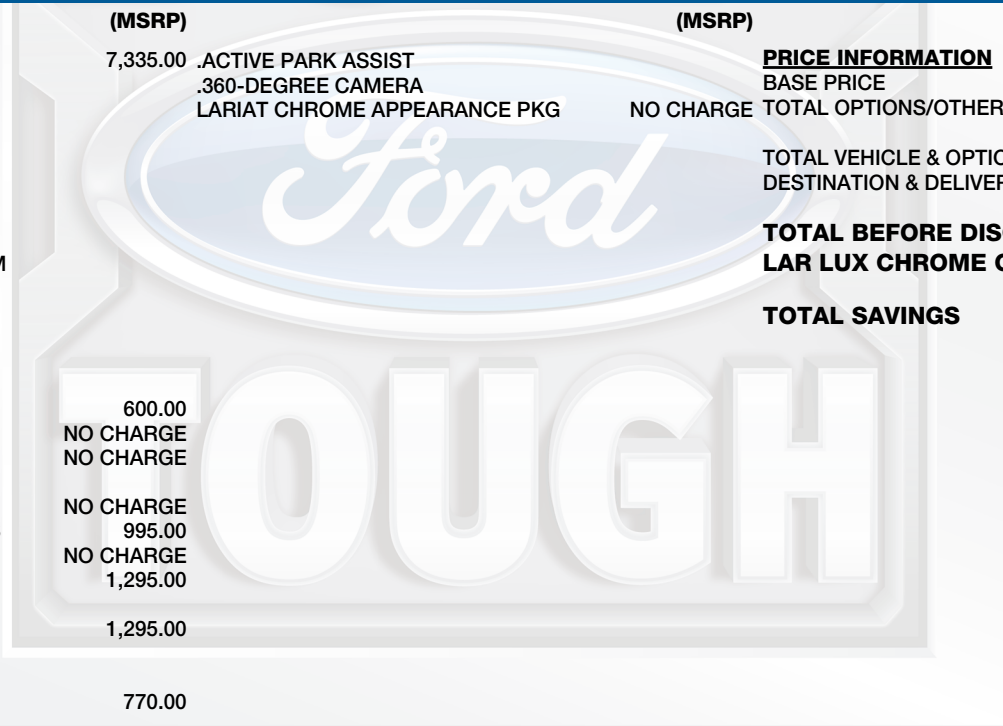 (MSRP) (MSRP)
7,335.00 .ACTIVE PARK ASSIST PRICE INFORMATION
.360-DEGREE CAMERA BASE PRICE
LARIAT CHROME APPEARANCE PKG NO CHARGE TOTAL OPTIONS/OTHER
TOTAL VEHICLE & OPTIO
DESTINATION & DELIVER
TOTAL BEFORE DIS
M LAR LUX CHROME
TOTAL SAVINGS
600.00
NO CHARGE
NO CHARGE
NO CHARGE
995.00
NO CHARGE
1,295.00
1,295.00
770.00
Ford
TOUGH